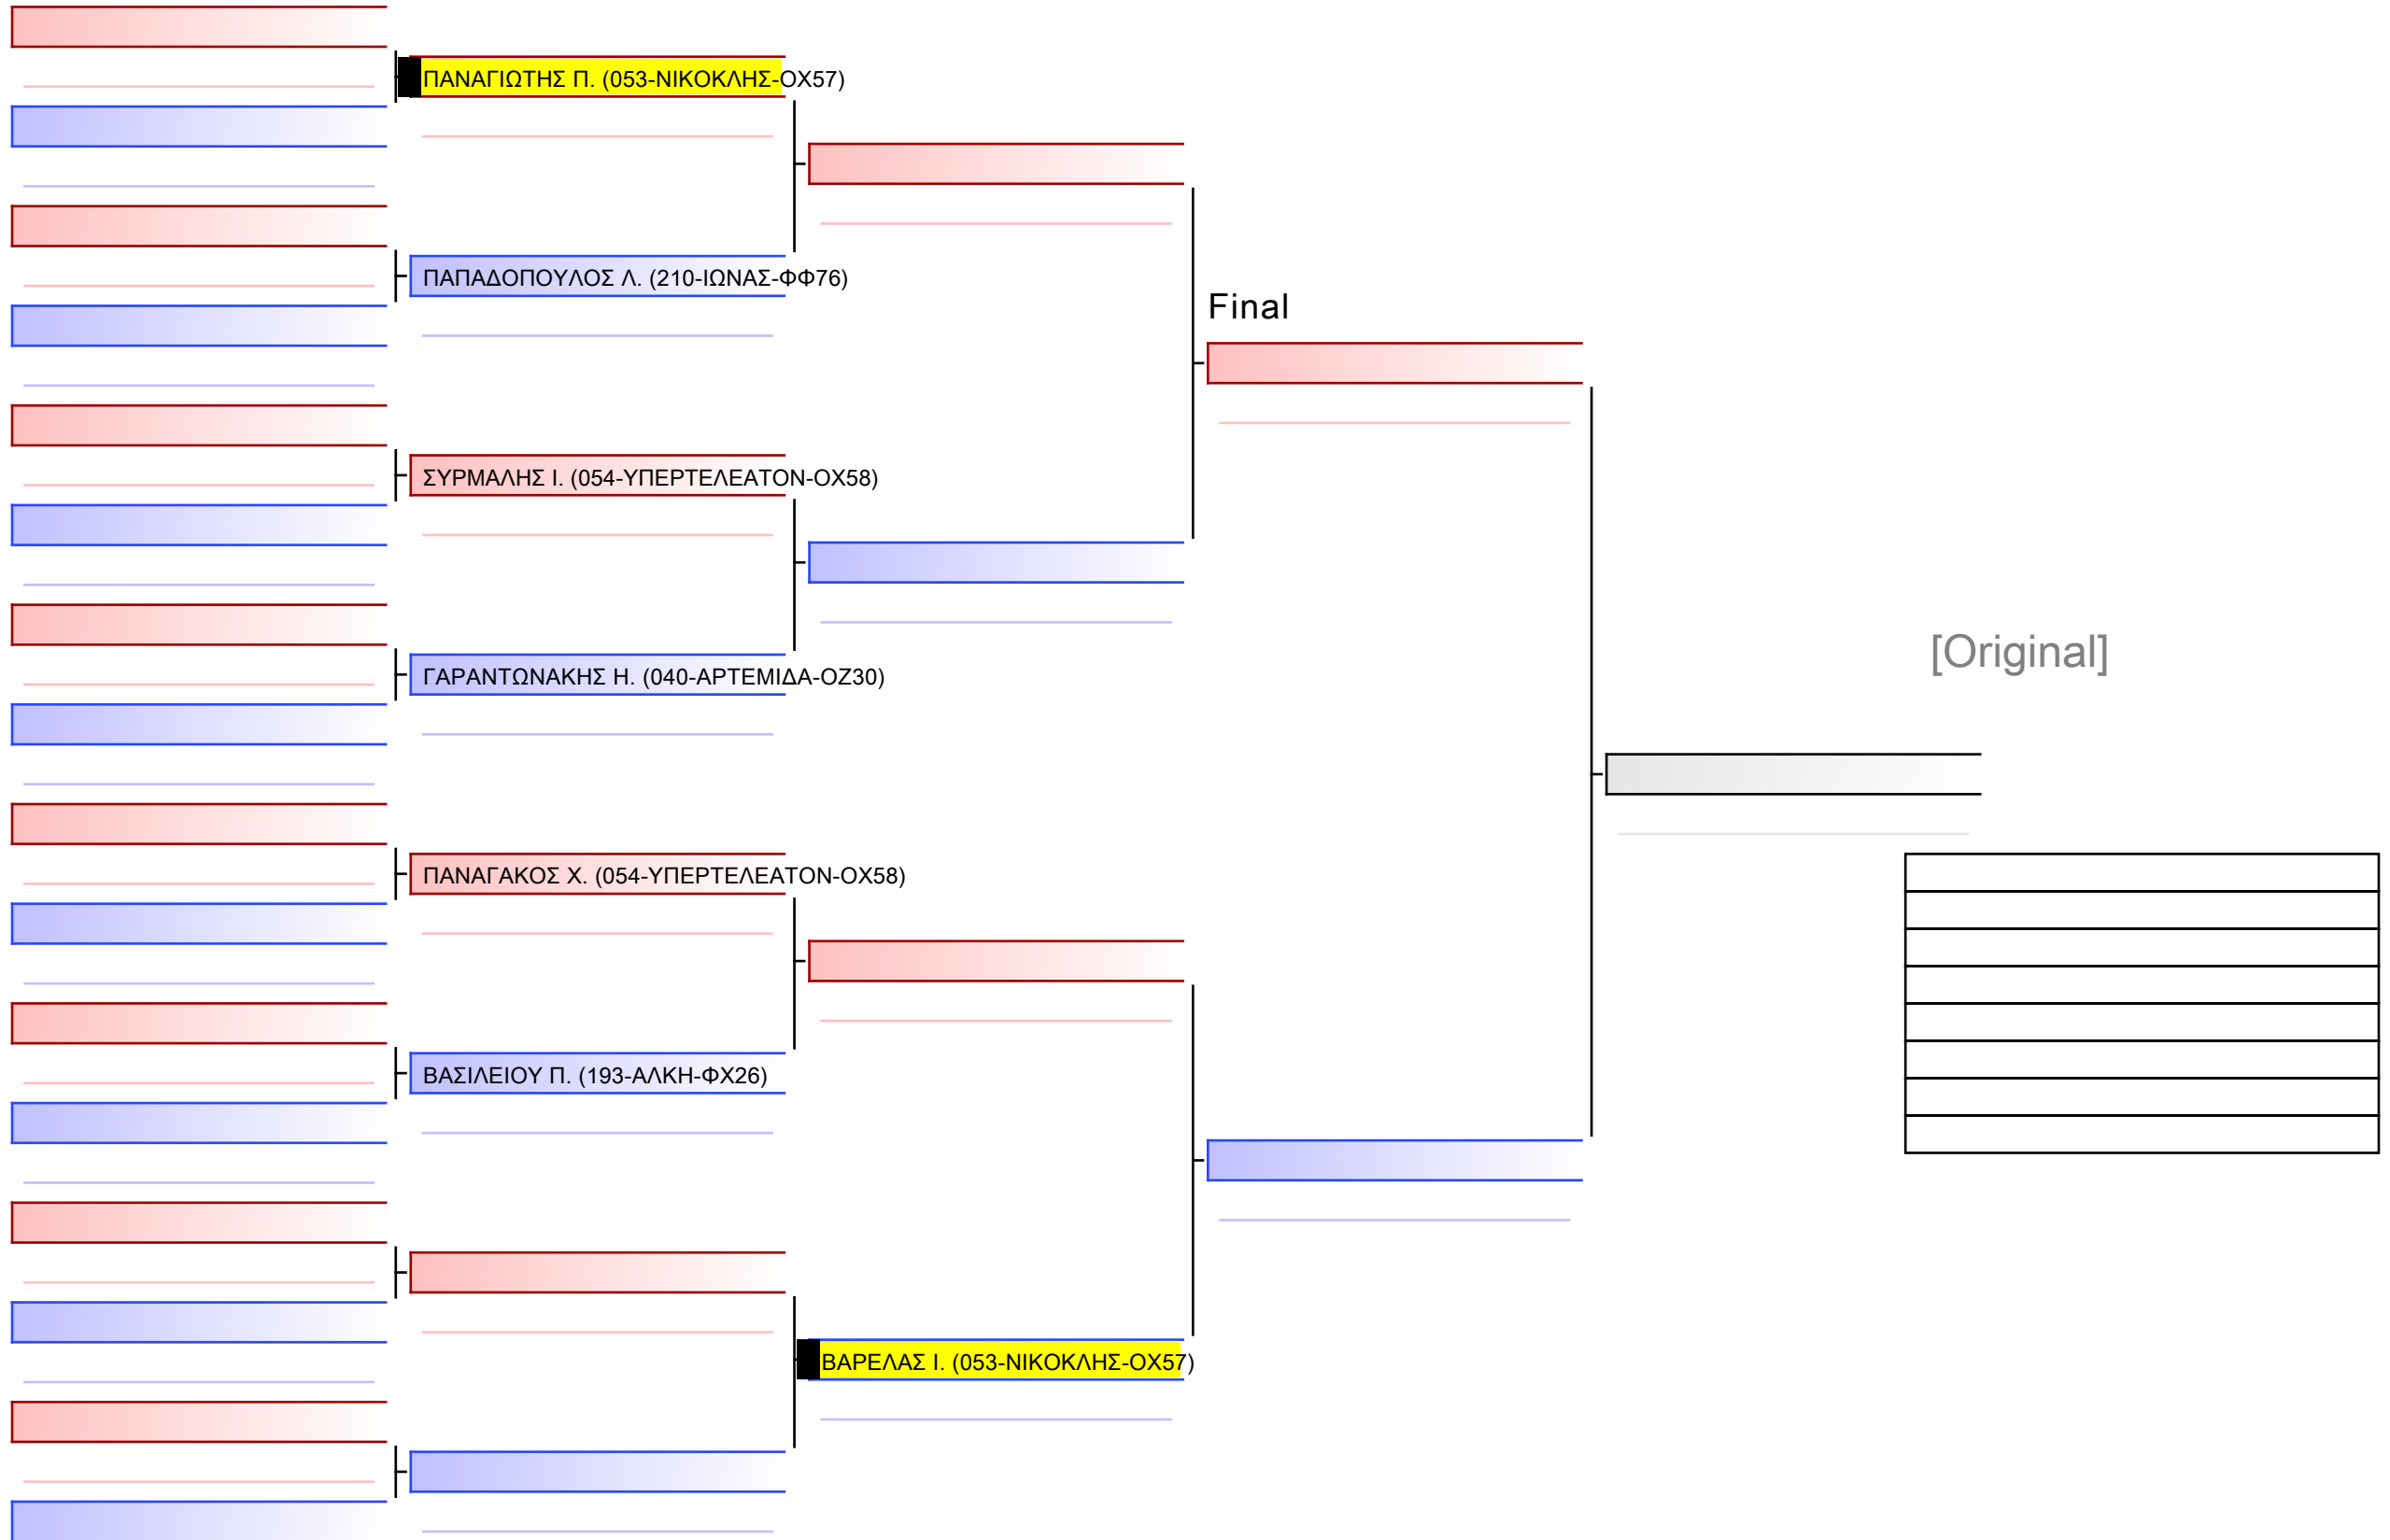 ΠΑΝΑΓΙΩΤΗΣ Π. (053-ΝΙΚΟΚΛΗΣ-ΟΧ57)
ΠΑΠΑΔΟΠΟΥΛΟΣ Λ. (210-ΙΩΝΑΣ-ΦΦ76)
Final
ΣΥΡΜΑΛΗΣ Ι. (054-ΥΠΕΡΤΕΛΕΑΤΟΝ-ΟΧ58)
[Original]
ΓΑΡΑΝΤΩΝΑΚΗΣ Η. (040-ΑΡΤΕΜΙΔΑ-ΟΖ30)
ΠΑΝΑΓΑΚΟΣ Χ. (054-ΥΠΕΡΤΕΛΕΑΤΟΝ-ΟΧ58)
ΒΑΣΙΛΕΙΟΥ Π. (193-ΑΛΚΗ-ΦΧ26)
ΒΑΡΕΛΑΣ Ι. (053-ΝΙΚΟΚΛΗΣ-ΟΧ57)